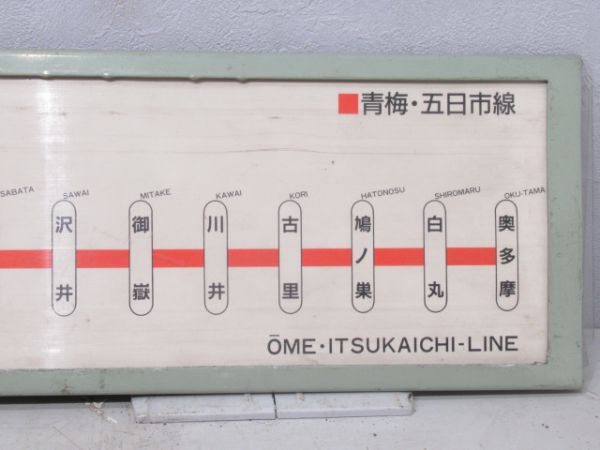 ■青梅・五日市線
SABATA SAWAI MITAKE KAWAI KORI HATONOSU SHIROMARU OKU-TAMA
沢井 御嶽 川井 古里 鳩ノ巣 白丸 奥多摩
ŌME・ITSUKAICHI-LINE